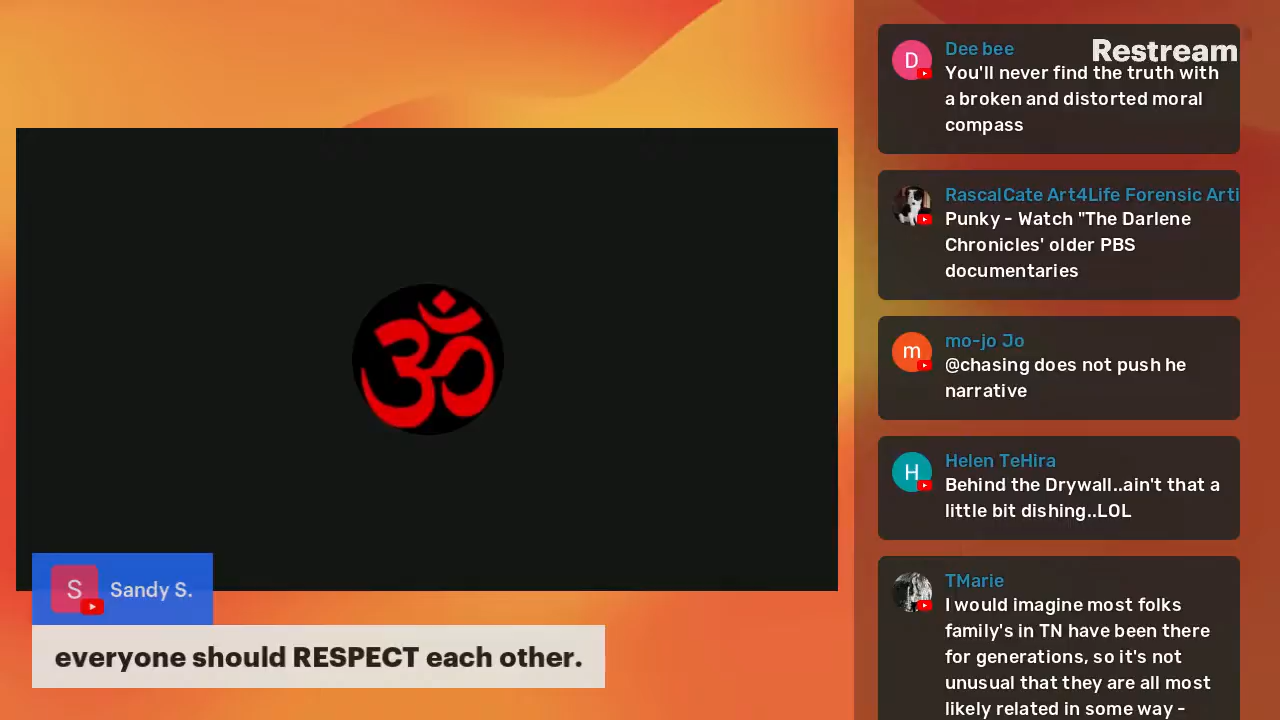 ॐ
S
Sandy S.
everyone should RESPECT each other.
Restream
D
Dee bee
You'll never find the truth with
a broken and distorted moral
compass
RascalCate Art4Life Forensic Arti
Punky - Watch "The Darlene
Chronicles' older PBS
documentaries
m
mo-jo Jo
@chasing does not push he
narrative
H
Helen TeHira
Behind the Drywall..ain't that a
little bit dishing..LOL
TMarie
I would imagine most folks
family's in TN have been there
for generations, so it's not
unusual that they are all most
likely related in some way -